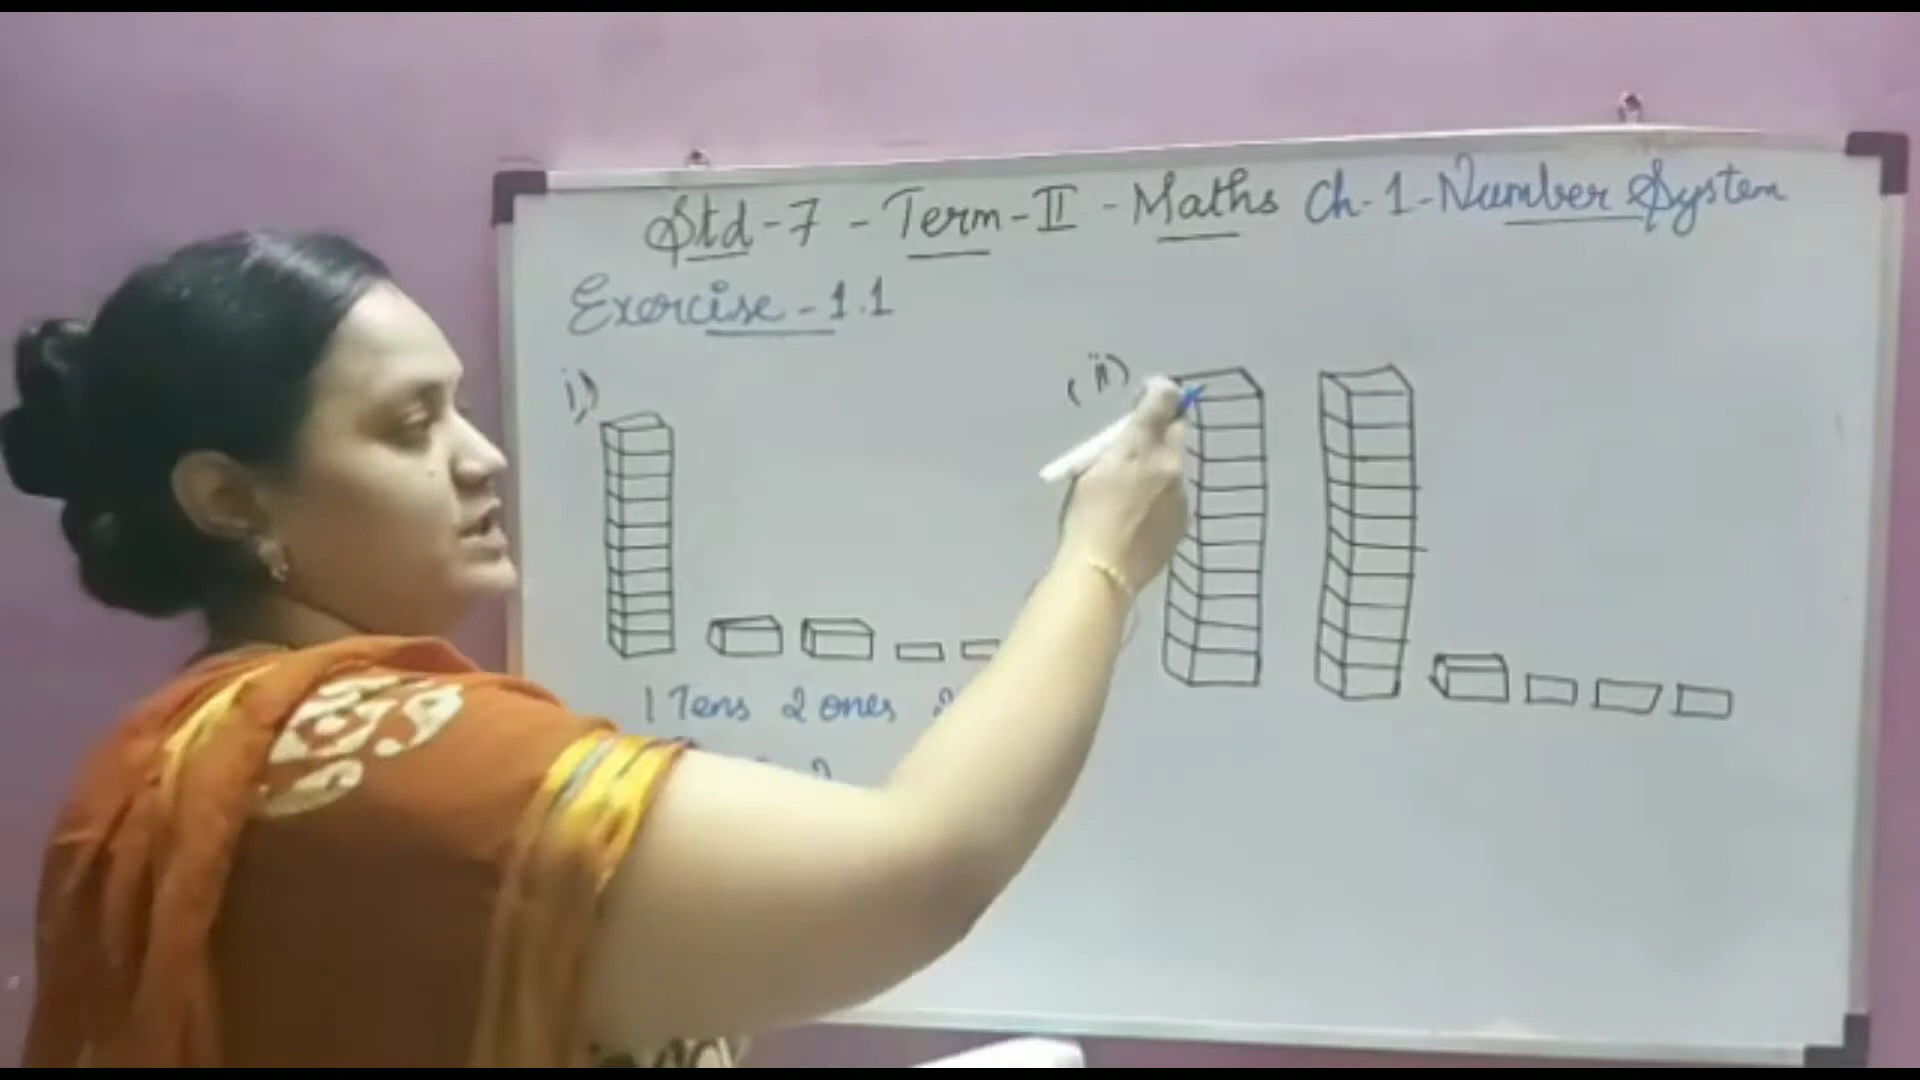 Std-7 - Term-II - Maths Ch-1-Number System
Exercise - 1.1
i)
(ii)
1 Tens 2 ones